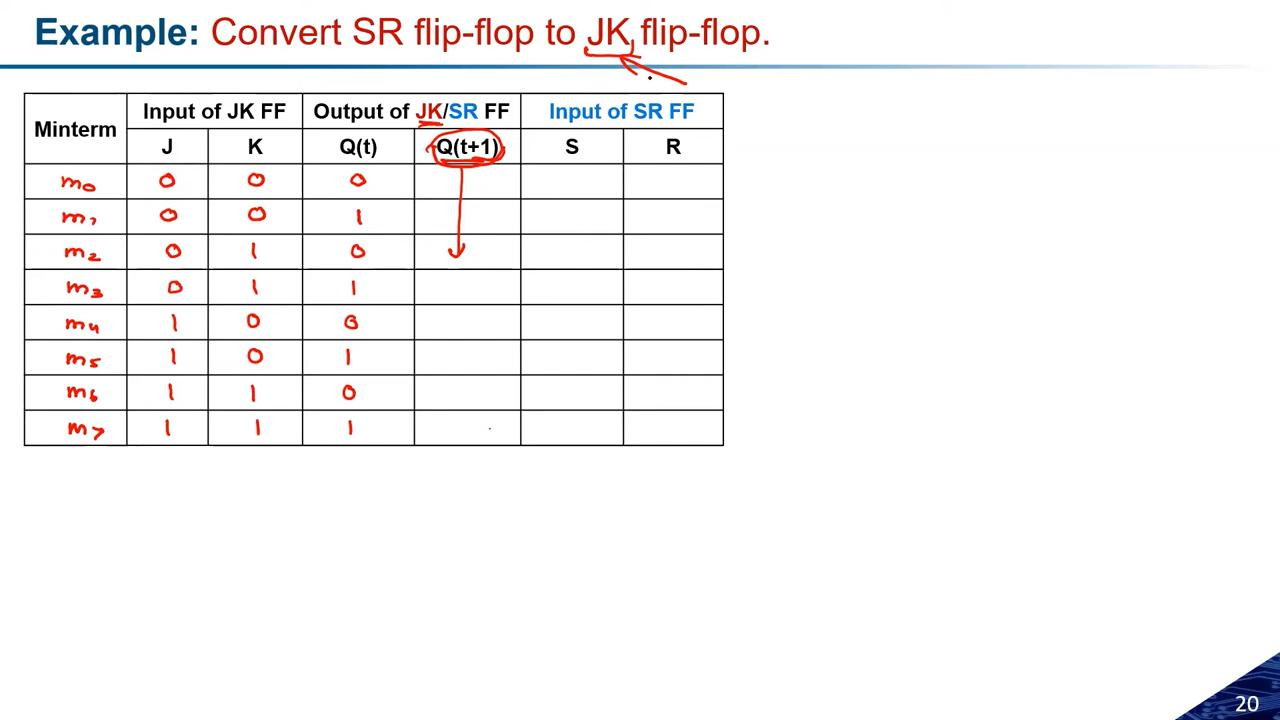 Example: Convert SR flip-flop to JK flip-flop.
Minterm Input of JK FF Output of JK/SR FF Input of SR FF
J K Q(t) Q(t+1) S R
m0 0 0 0
m1 0 0 1
m2 0 1 0
m3 0 1 1
m4 1 0 0
m5 1 0 1
m6 1 1 0
m7 1 1 1
20